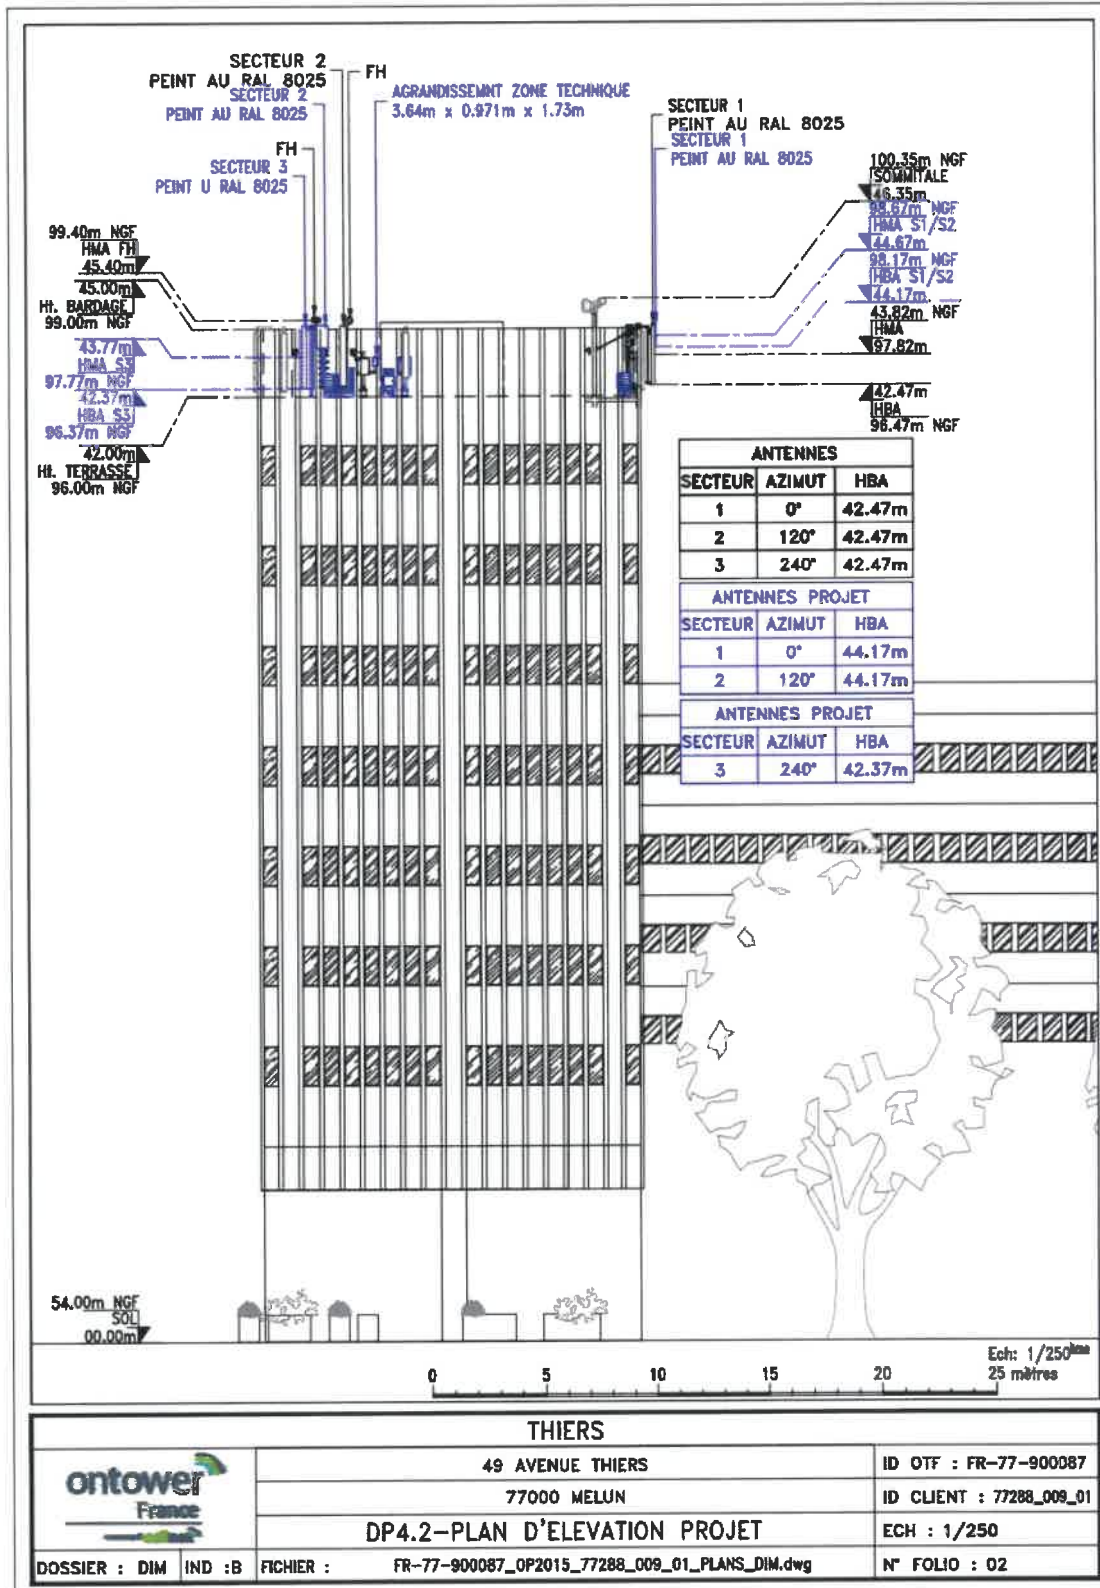 SECTEUR 2
PEINT AU RAL 8025
FH
SECTEUR 2
PEINT AU RAL 8025
AGRANDISSEMNT ZONE TECHNIQUE
3.64m x 0.971m x 1.73m
FH
SECTEUR 3
PEINT U RAL 8025
SECTEUR 1
PEINT AU RAL 8025
SECTEUR 1
PEINT AU RAL 8025
100.35m NGF
SOMMITALE
46.35m
98.67m NGF
HMA S1/S2
44.67m
98.17m NGF
HBA S1/S2
44.17m
43.82m NGF
HMA
97.82m
42.47m
HBA
96.47m NGF
99.40m NGF
HMA FH
45.40m
45.00m
Ht. BARDAGE
99.00m NGF
43.77m
HMA S3
97.77m NGF
42.37m
HBA S3
96.37m NGF
42.00m
Ht. TERRASSE
96.00m NGF
ANTENNES
SECTEUR AZIMUT HBA
1 0° 42.47m
2 120° 42.47m
3 240° 42.47m
ANTENNES PROJET
SECTEUR AZIMUT HBA
1 0° 44.17m
2 120° 44.17m
ANTENNES PROJET
SECTEUR AZIMUT HBA
3 240° 42.37m
54.00m NGF
SOL
00.00m
Ech: 1/250
0 5 10 15 20 25 mètres
THIERS
ontower
France
49 AVENUE THIERS
77000 MELUN
DP4.2-PLAN D'ELEVATION PROJET
ID OTF : FR-77-900087
ID CLIENT : 77288_009_01
ECH : 1/250
DOSSIER : DIM IND :B FICHIER : FR-77-900087_OP2015_77288_009_01_PLANS_DIM.dwg N° FOLIO : 02